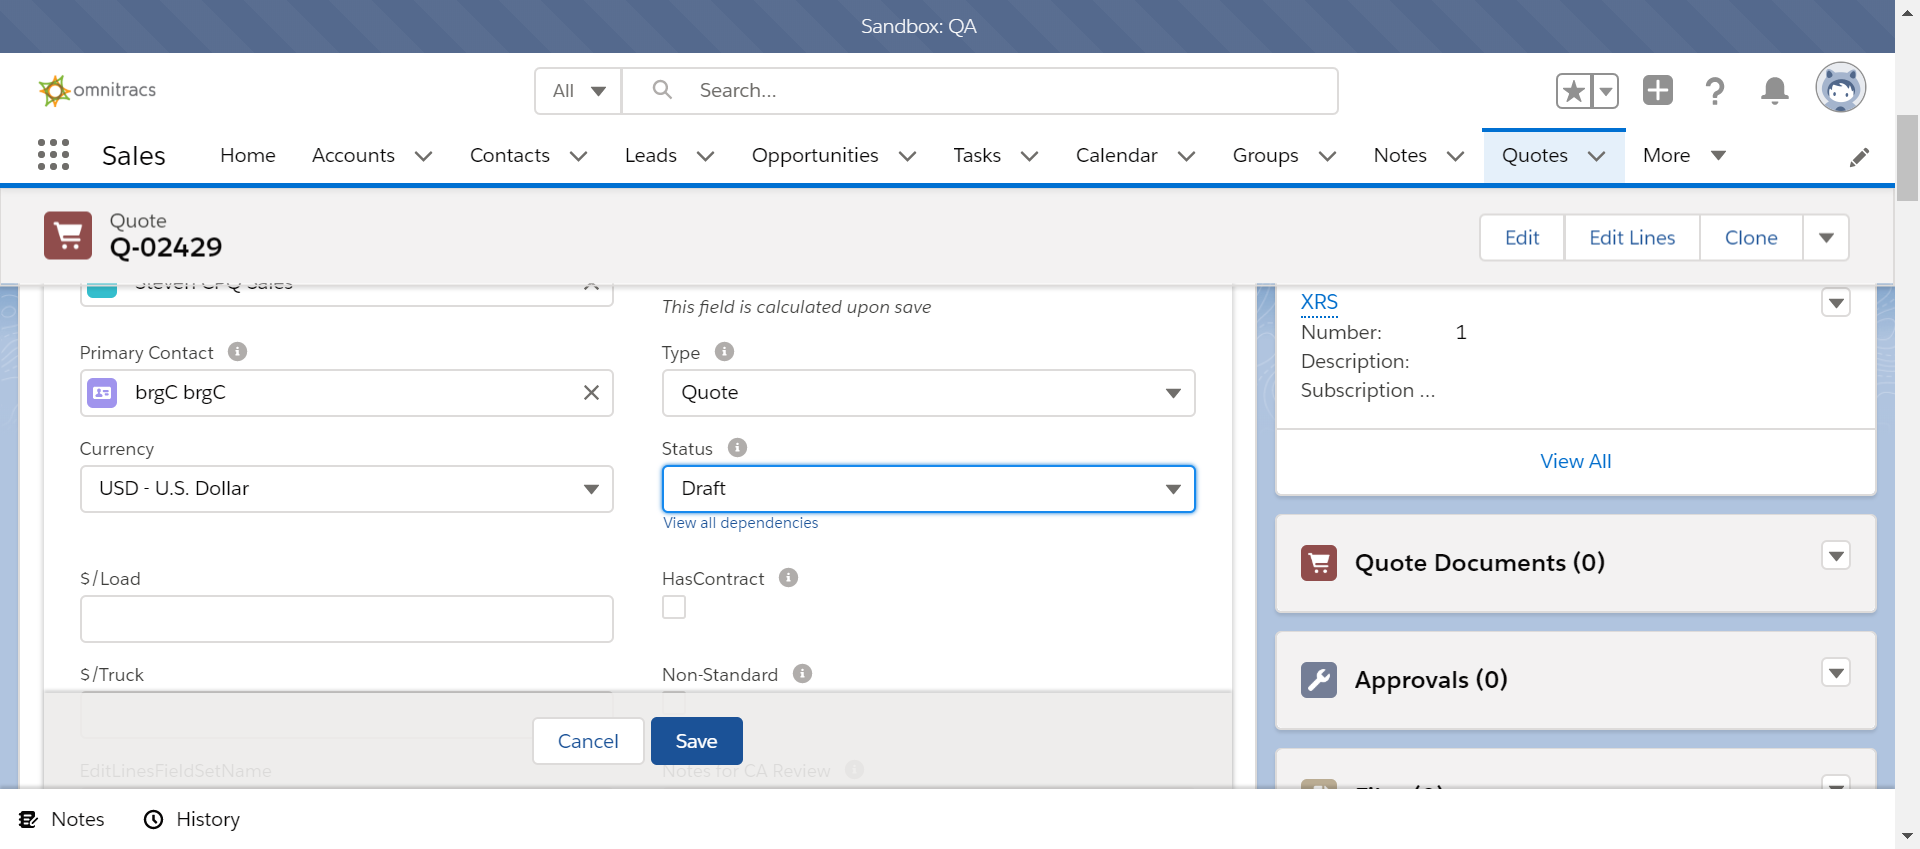 Sandbox: QA
omnitracs
All
Search...
Sales
Home
Accounts
Contacts
Leads
Opportunities
Tasks
Calendar
Groups
Notes
Quotes
More
Quote
Q-02429
Edit
Edit Lines
Clone
Steven CPQ Sales
This field is calculated upon save
Primary Contact
Type
brgC brgC
Quote
Currency
Status
USD - U.S. Dollar
Draft
View all dependencies
$/Load
HasContract
$/Truck
Non-Standard
Cancel
Save
EditLinesFieldSetName
Notes for CA Review
XRS
Number: 1
Description:
Subscription ...
View All
Quote Documents (0)
Approvals (0)
Notes
History